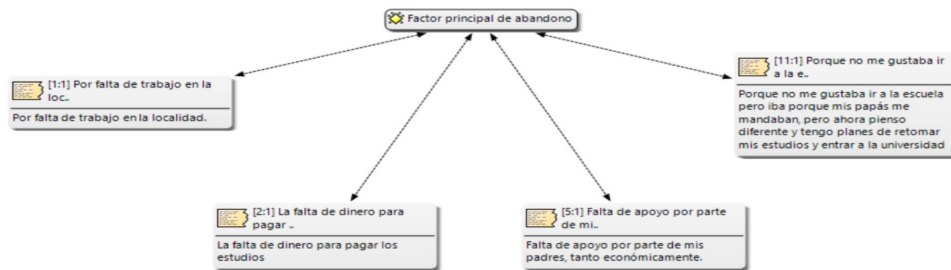 Factor principal de abandono
[1:1] Por falta de trabajo en la
loc..
Por falta de trabajo en la localidad.
[11:1] Porque no me gustaba ir
a la e..
Porque no me gustaba ir a la escuela
pero iba porque mis papás me
mandaban, pero ahora pienso
diferente y tengo planes de retomar
mis estudios y entrar a la universidad
[2:1] La falta de dinero para
pagar ..
La falta de dinero para pagar los
estudios
[5:1] Falta de apoyo por parte
de mi..
Falta de apoyo por parte de mis
padres, tanto económicamente.